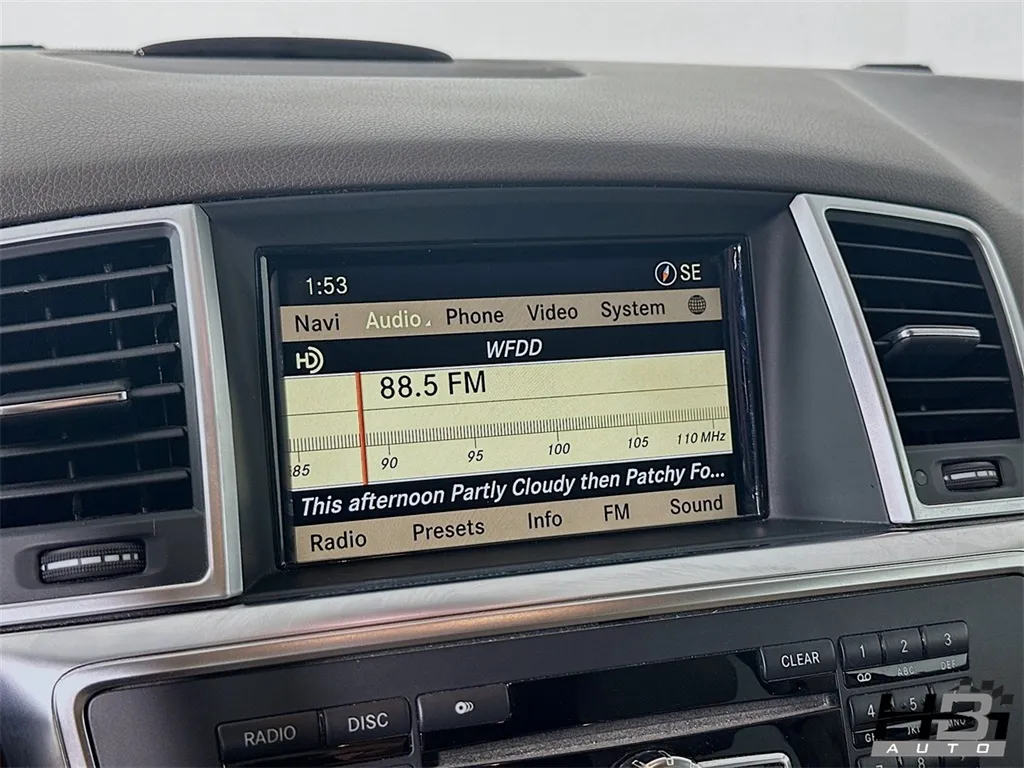 1:53 SE
Navi Audio Phone Video System
HD WFDD
88.5 FM
85 90 95 100 105 110 MHz
This afternoon Partly Cloudy then Patchy Fo...
Radio Presets Info FM Sound
CLEAR 1 2 3
ABC DEF
RADIO DISC
4 5
8
HBI
AUTO